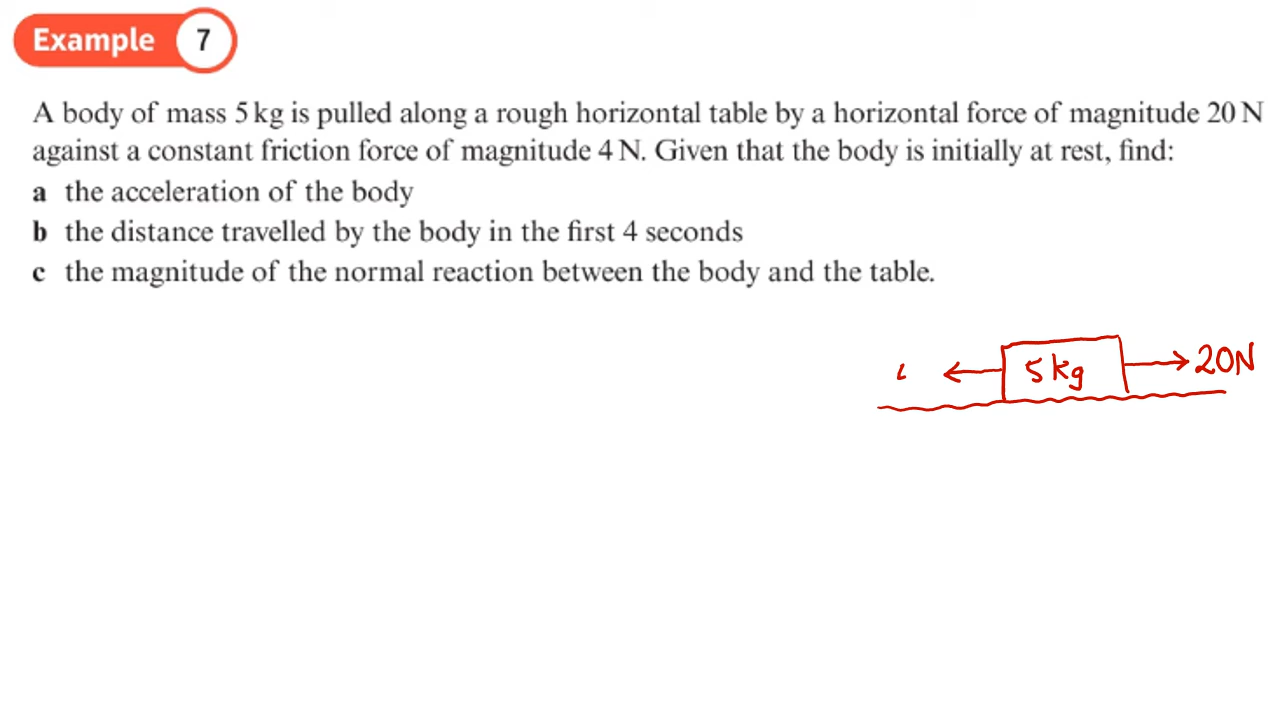 Example 7
A body of mass 5 kg is pulled along a rough horizontal table by a horizontal force of magnitude 20 N
against a constant friction force of magnitude 4 N. Given that the body is initially at rest, find:
a the acceleration of the body
b the distance travelled by the body in the first 4 seconds
c the magnitude of the normal reaction between the body and the table.
5kg 20N